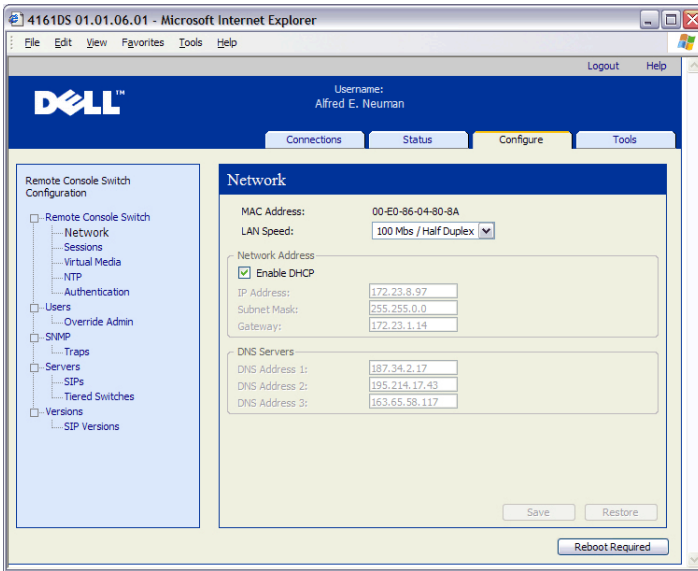 4161DS 01.01.06.01 - Microsoft Internet Explorer
File Edit View Favorites Tools Help
Logout Help
DELL™
Username:
Alfred E. Neuman
Connections Status Configure Tools
Remote Console Switch
Configuration
Remote Console Switch
Network
Sessions
Virtual Media
NTP
Authentication
Users
Override Admin
SNMP
Traps
Servers
SIPs
Tiered Switches
Versions
SIP Versions
Network
MAC Address: 00-E0-86-04-80-8A
LAN Speed: 100 Mbs / Half Duplex
Network Address
Enable DHCP
IP Address: 172.23.8.97
Subnet Mask: 255.255.0.0
Gateway: 172.23.1.14
DNS Servers
DNS Address 1: 187.34.2.17
DNS Address 2: 195.214.17.43
DNS Address 3: 163.65.58.117
Save Restore
Reboot Required